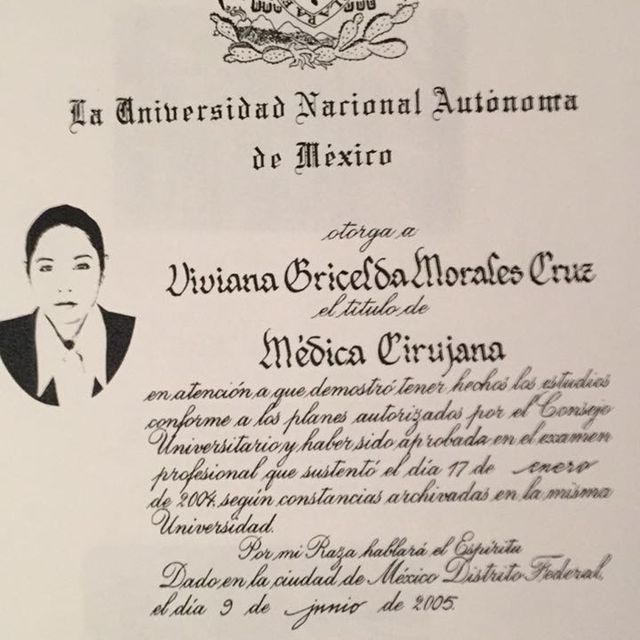 La Universidad Nacional Autónoma
de México
otorga a
Viviana Gricelda Morales Cruz
el título de
Médica Cirujana
en atención a que demostró tener hechos los estudios
conforme a los planes autorizados por el Consejo
Universitario y haber sido aprobada en el examen
profesional que sustentó el día 17 de enero
de 2004, según constancias archivadas en la misma
Universidad.
Por mi Raza hablará el Espíritu
Dado en la ciudad de México Distrito Federal,
el día 9 de junio de 2005.